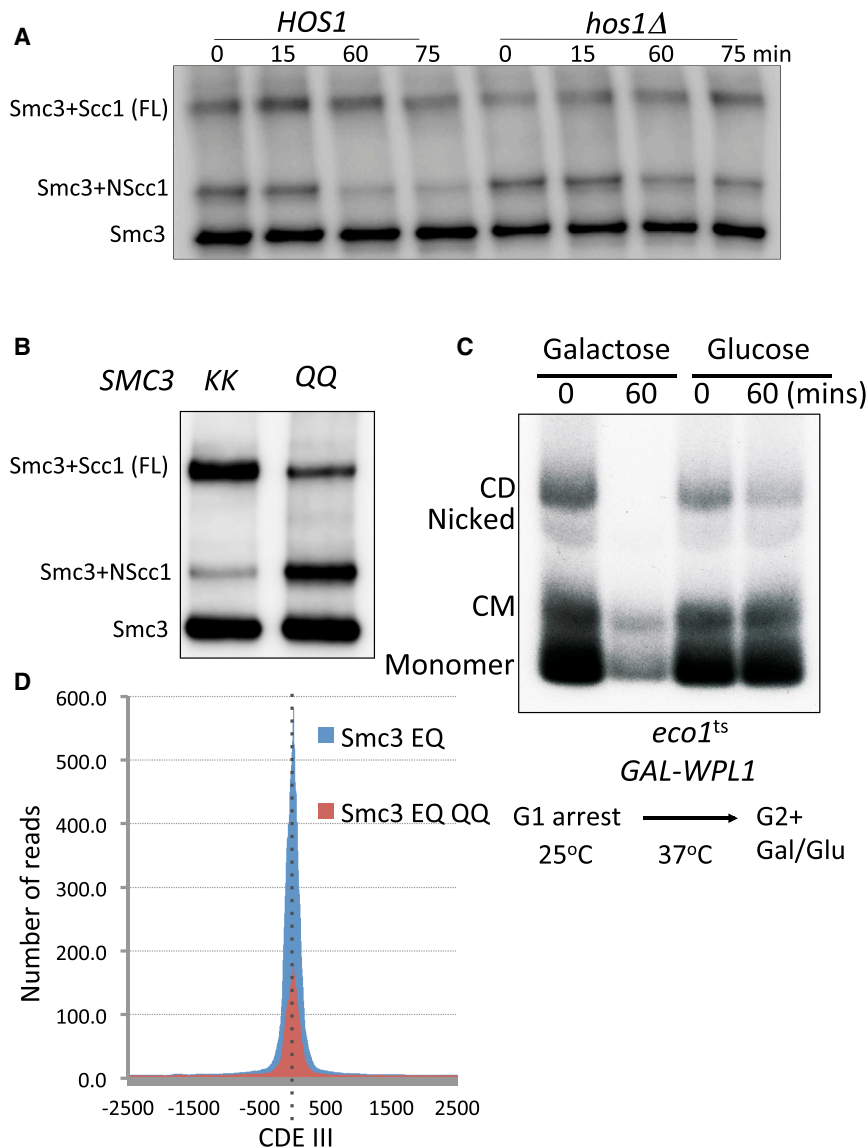 A
HOS1 hos1Δ
0 15 60 75 0 15 60 75 min
Smc3+Scc1 (FL)
Smc3+NScc1
Smc3
B
SMC3 KK QQ
Smc3+Scc1 (FL)
Smc3+NScc1
Smc3
C
Galactose Glucose
0 60 0 60 (mins)
CD
Nicked
CM
Monomer
eco1ts
GAL-WPL1
G1 arrest G2+
Gal/Glu
25oC 37oC
D
Number of reads
600.0
500.0
400.0
300.0
200.0
100.0
0.0
Smc3 EQ
Smc3 EQ QQ
-2500 -1500 -500 500 1500 2500
CDE III